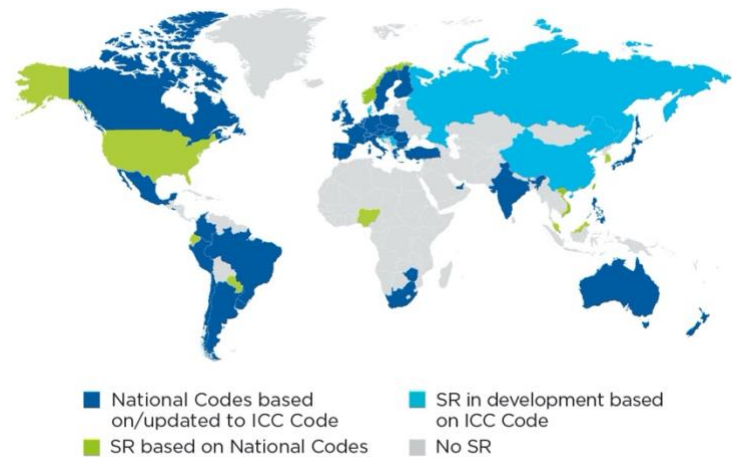 National Codes based
on/updated to ICC Code
SR based on National Codes
SR in development based
on ICC Code
No SR